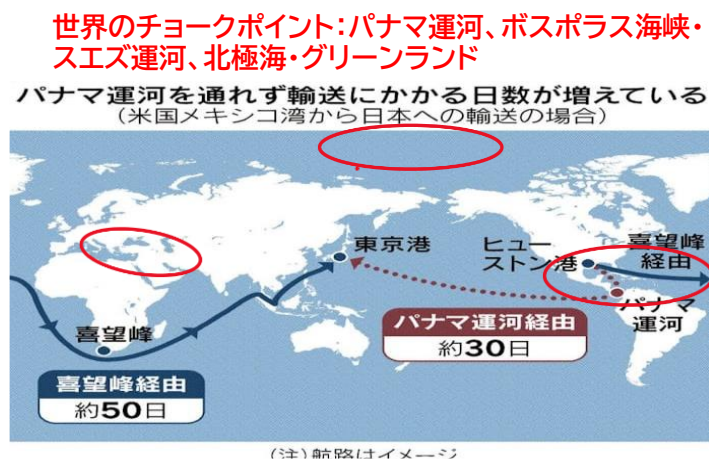 世界のチョークポイント:パナマ運河、ボスポラス海峡・
スエズ運河、北極海・グリーンランド
パナマ運河を通れず輸送にかかる日数が増えている
(米国メキシコ湾から日本への輸送の場合)
東京港
ヒュー
ストン港
喜望峰
経由
パナマ
運河
パナマ運河経由
約30日
喜望峰
喜望峰経由
約50日
(注)航路はイメージ